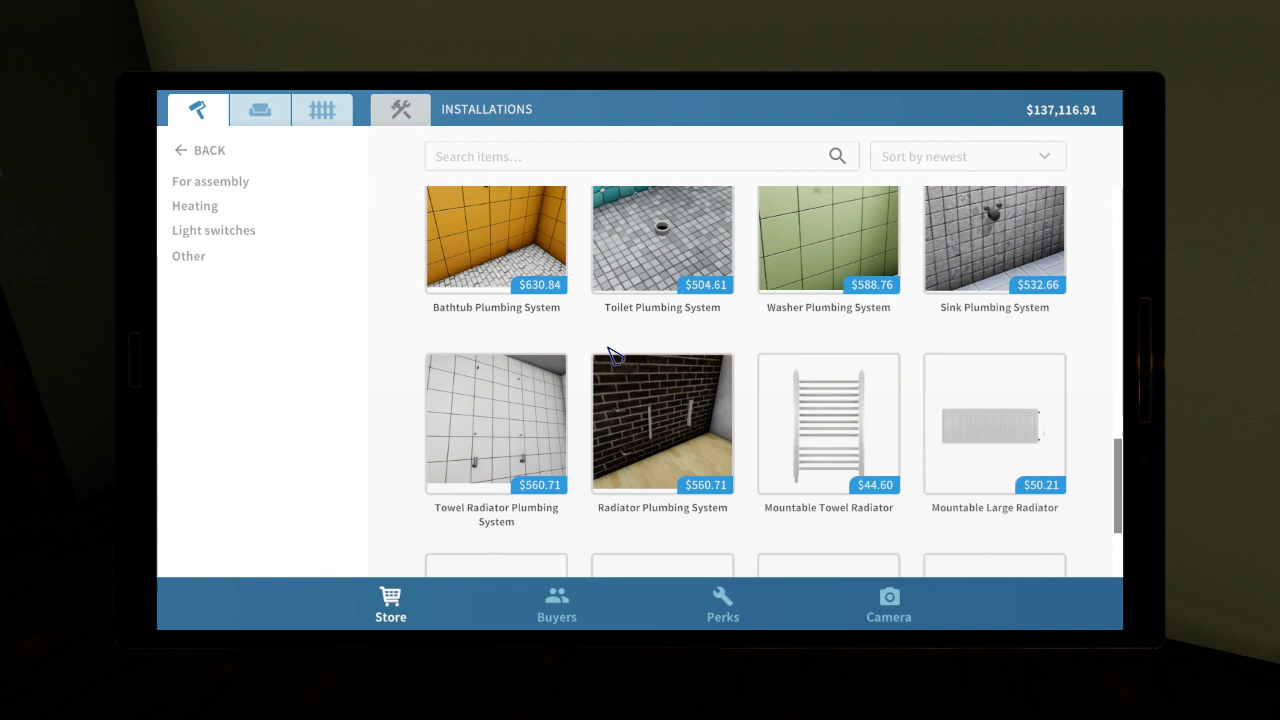 INSTALLATIONS
$137,116.91
BACK
For assembly
Heating
Light switches
Other
Search items...
Sort by newest
$630.84
$504.61
$588.76
$532.66
Bathtub Plumbing System
Toilet Plumbing System
Washer Plumbing System
Sink Plumbing System
$560.71
$560.71
$44.60
$50.21
Towel Radiator Plumbing
System
Radiator Plumbing System
Mountable Towel Radiator
Mountable Large Radiator
Store
Buyers
Perks
Camera